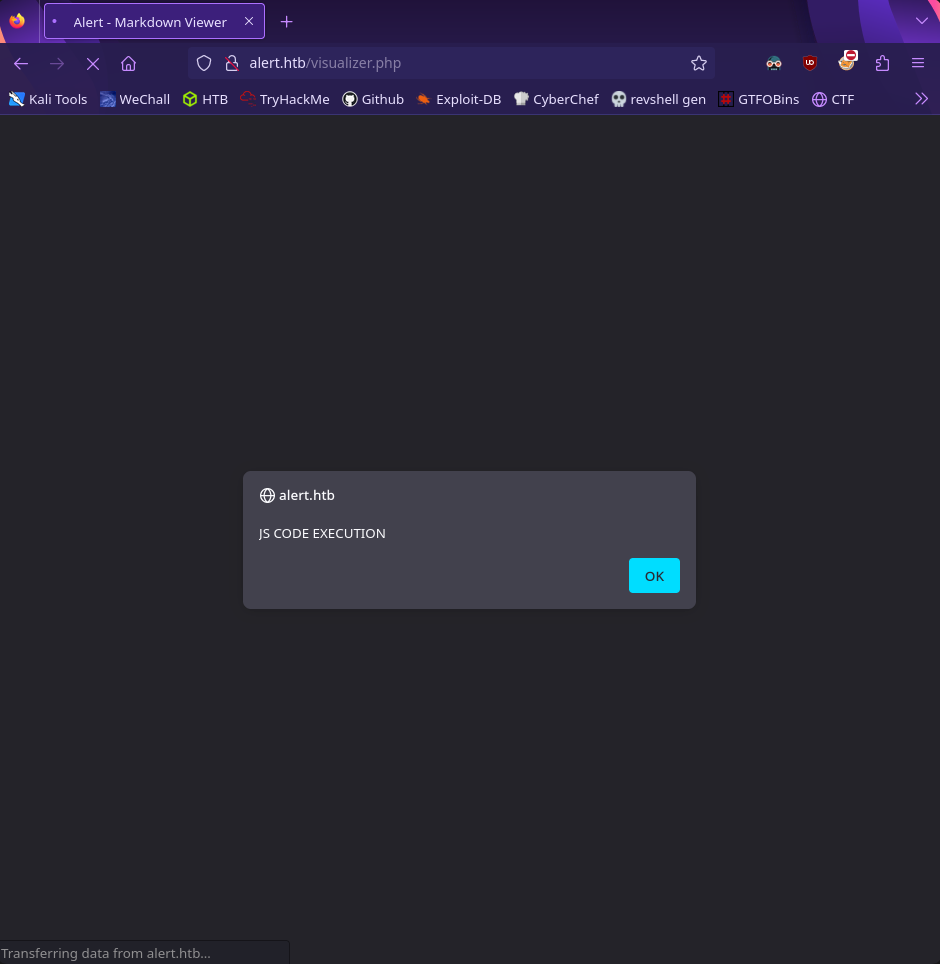 Alert - Markdown Viewer
alert.htb/visualizer.php
Kali Tools WeChall HTB TryHackMe Github Exploit-DB CyberChef revshell gen GTFOBins CTF
alert.htb
JS CODE EXECUTION
OK
Transferring data from alert.htb...